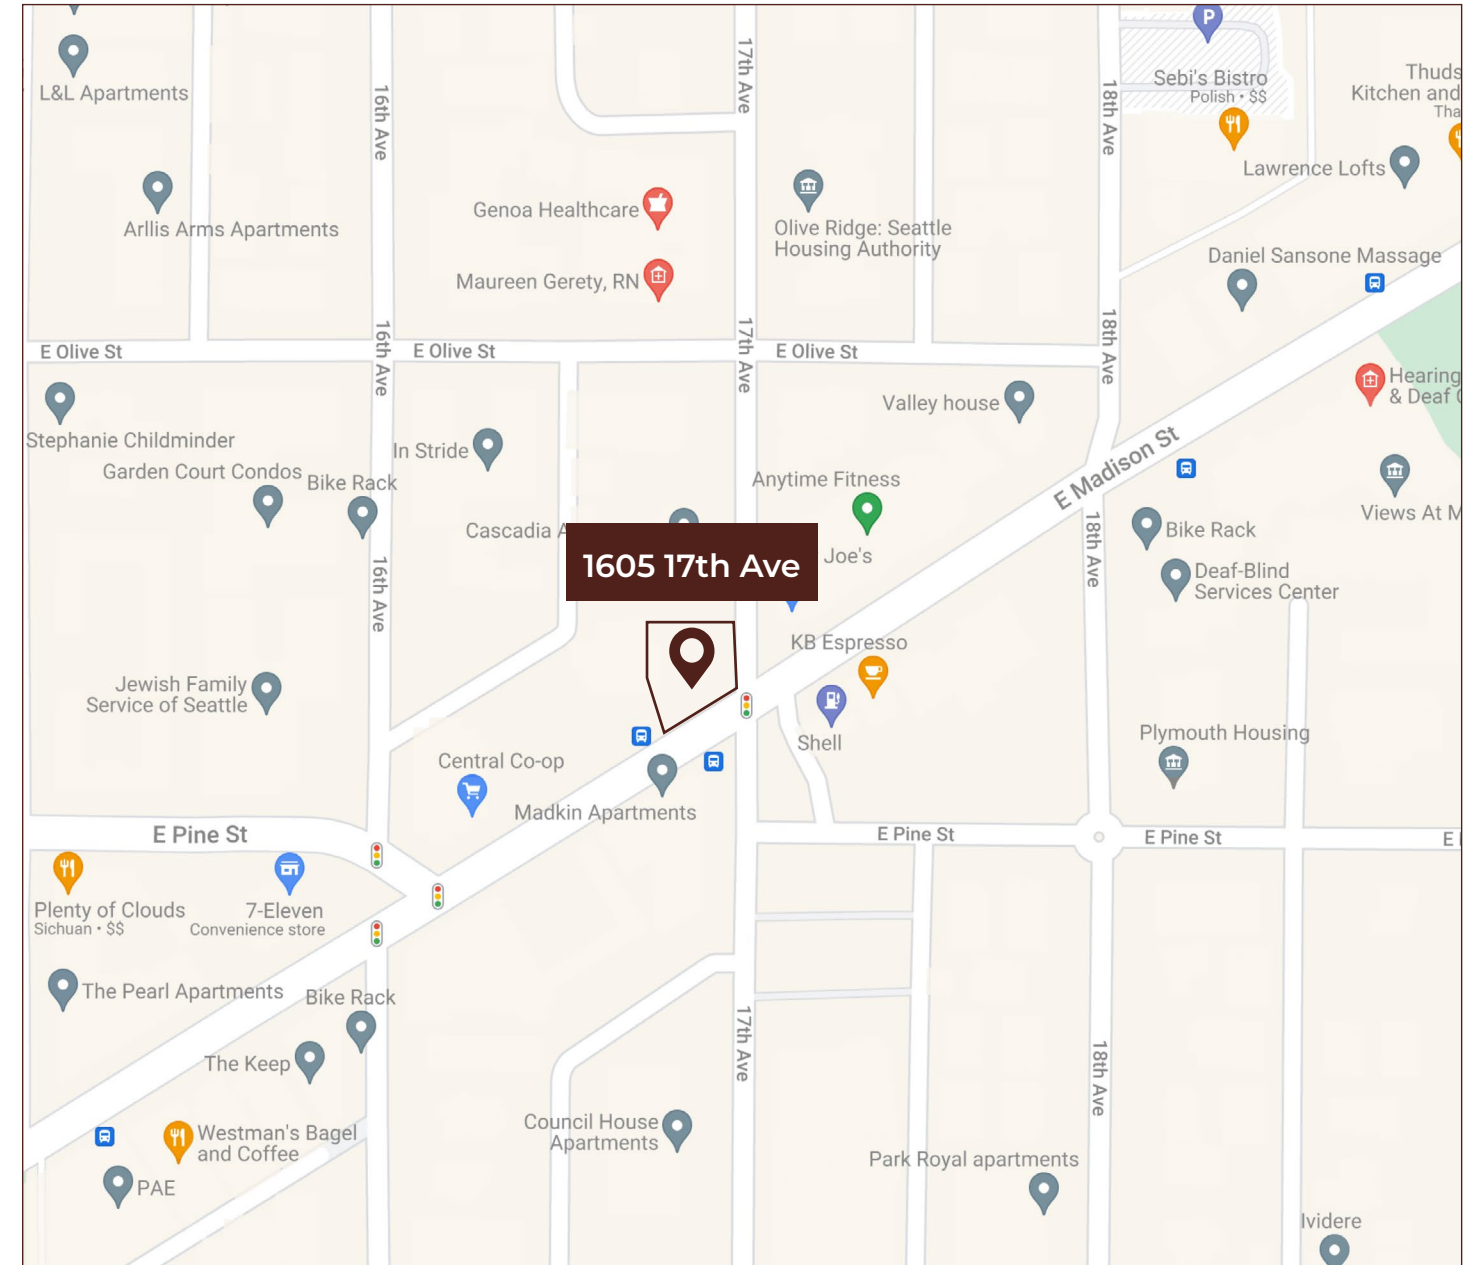 P
Sebi's Bistro
Polish • $$
Thuds
Kitchen and
Tha
L&L Apartments
16th Ave
17th Ave
18th Ave
Lawrence Lofts
Arllis Arms Apartments
Genoa Healthcare
Olive Ridge: Seattle
Housing Authority
Daniel Sansone Massage
Maureen Gerety, RN
E Olive St
16th Ave
E Olive St
17th Ave
E Olive St
18th Ave
Hearing
& Deaf
Stephanie Childminder
Valley house
In Stride
E Madison St
Garden Court Condos
Bike Rack
Anytime Fitness
Views At M
Cascadia A
18th Ave
Bike Rack
1605 17th Ave
Joe's
16th Ave
Deaf-Blind
Services Center
KB Espresso
Jewish Family
Service of Seattle
Shell
Plymouth Housing
Central Co-op
Madkin Apartments
E Pine St
E Pine St
E Pine St
E
Plenty of Clouds
Sichuan • $$
7-Eleven
Convenience store
The Pearl Apartments
Bike Rack
17th Ave
18th Ave
The Keep
Westman's Bagel
and Coffee
Council House
Apartments
PAE
Park Royal apartments
lvidere